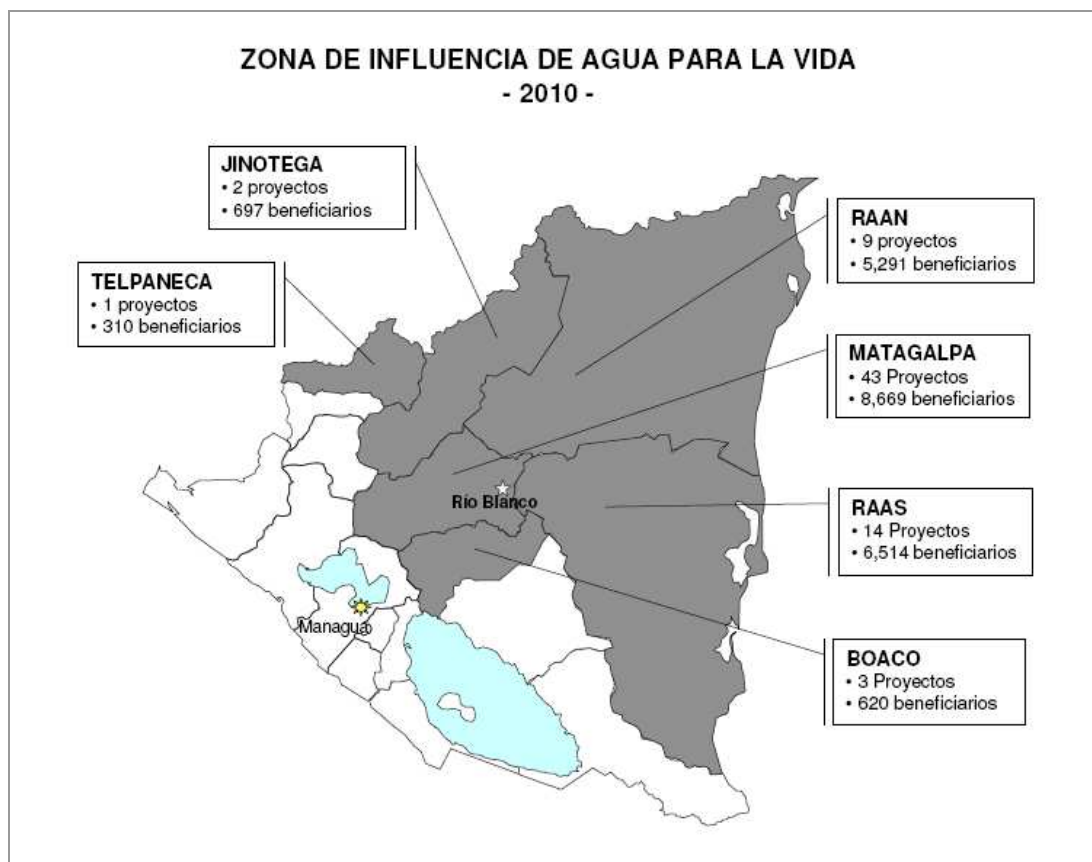 ZONA DE INFLUENCIA DE AGUA PARA LA VIDA
- 2010 -
JINOTEGA
• 2 proyectos
• 697 beneficiarios
TELPANECA
• 1 proyectos
• 310 beneficiarios
RAAN
• 9 proyectos
• 5,291 beneficiarios
MATAGALPA
• 43 Proyectos
• 8,669 beneficiarios
Río Blanco
RAAS
• 14 Proyectos
• 6,514 beneficiarios
Managua
BOACO
• 3 Proyectos
• 620 beneficiarios